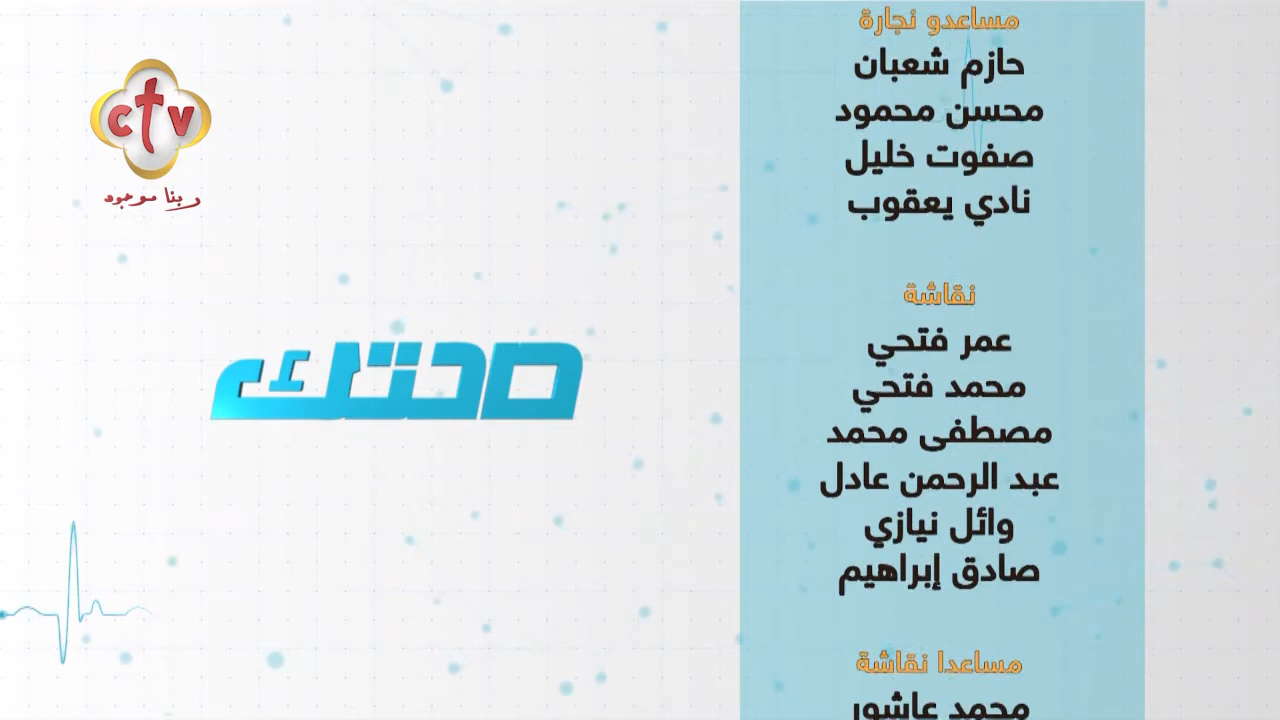 ctv
ربنا موجود
صحتك
مساعدو نجارة
حازم شعبان
محسن محمود
صفوت خليل
نادي يعقوب
نقاشة
عمر فتحي
محمد فتحي
مصطفى محمد
عبد الرحمن عادل
وائل نيازي
صادق إبراهيم
مساعدا نقاشة
محمد عاشور